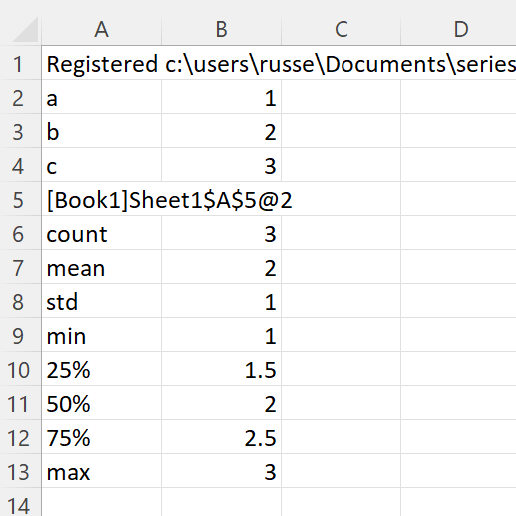 A B C D
1 Registered c:\users\russe\Documents\series
2 a 1
3 b 2
4 c 3
5 [Book1]Sheet1$A$5@2
6 count 3
7 mean 2
8 std 1
9 min 1
10 25% 1.5
11 50% 2
12 75% 2.5
13 max 3
14